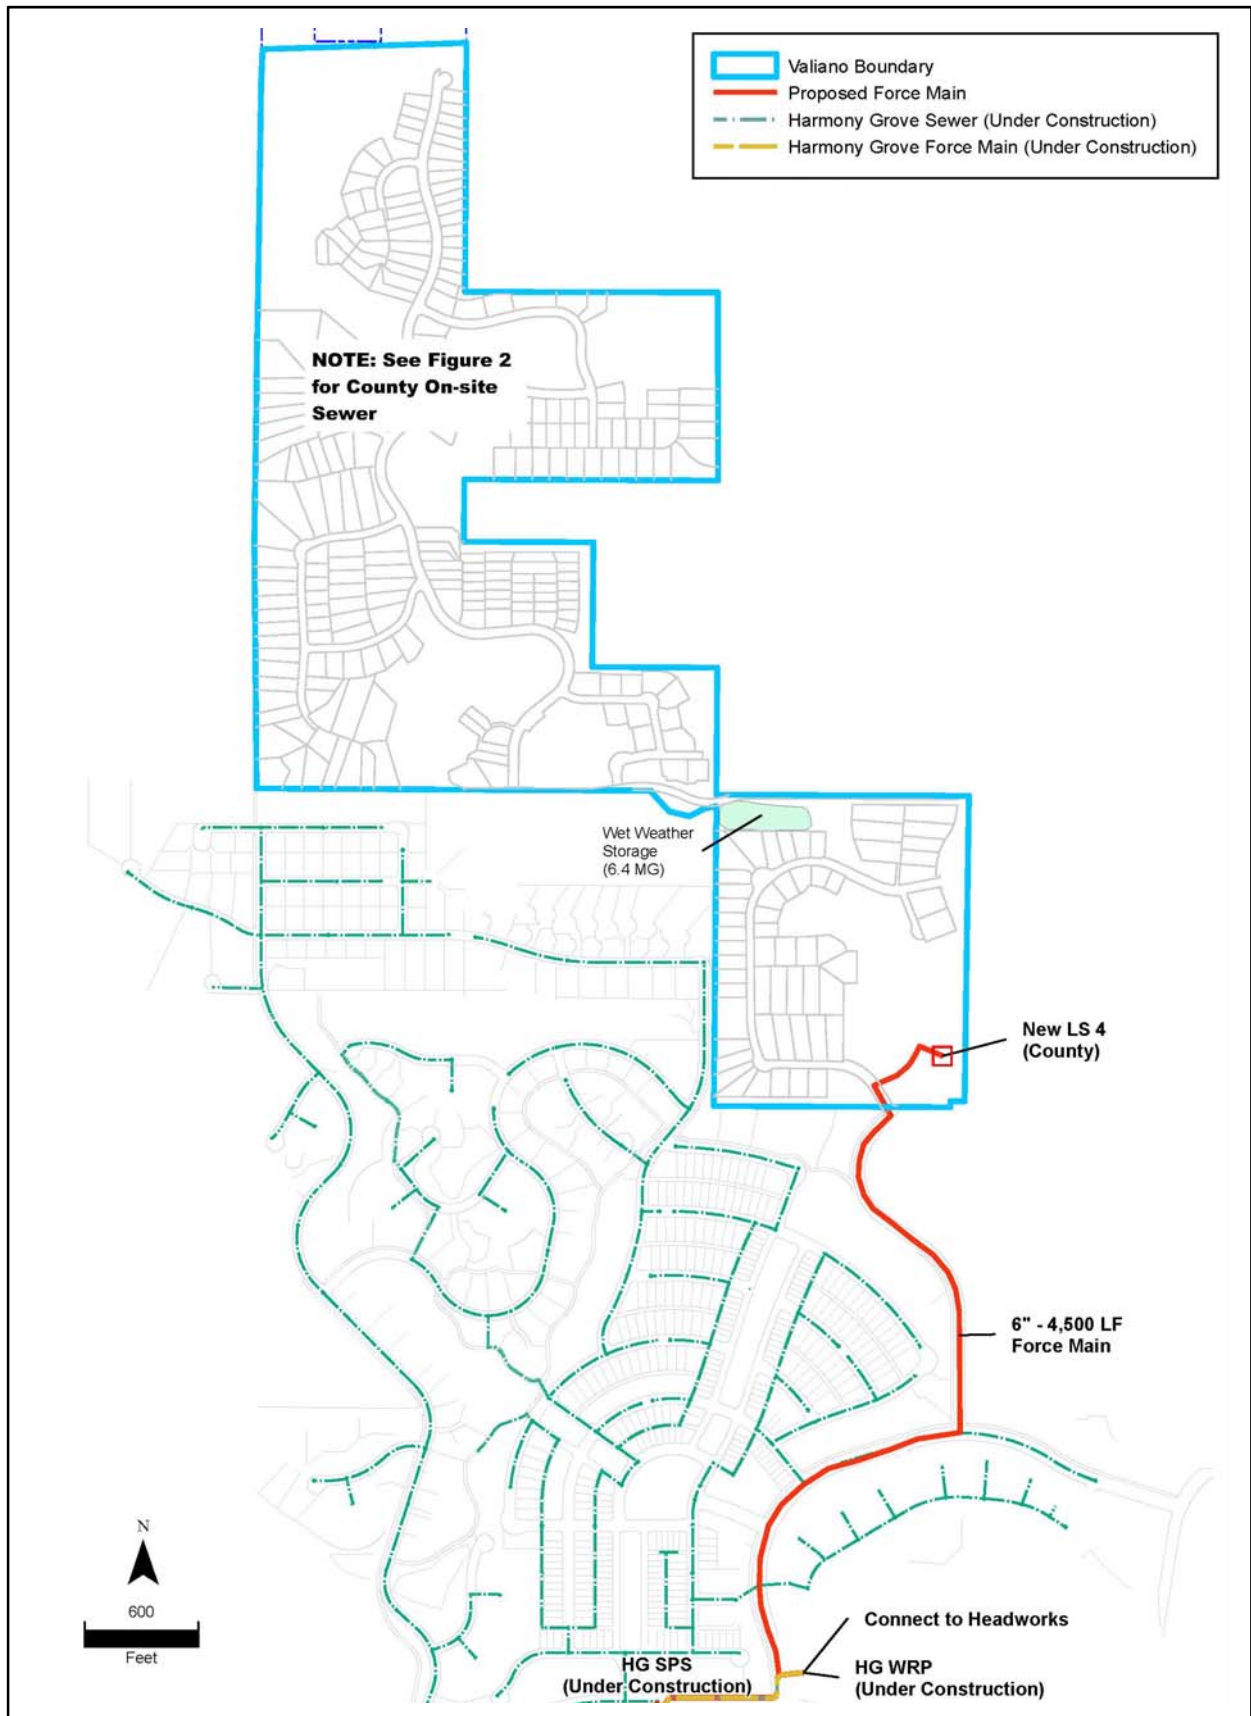 Valiano Boundary
Proposed Force Main
Harmony Grove Sewer (Under Construction)
Harmony Grove Force Main (Under Construction)
NOTE: See Figure 2
for County On-site
Sewer
Wet Weather
Storage
(6.4 MG)
New LS 4
(County)
6" - 4,500 LF
Force Main
N
600
Feet
Connect to Headworks
HG SPS
(Under Construction)
HG WRP
(Under Construction)